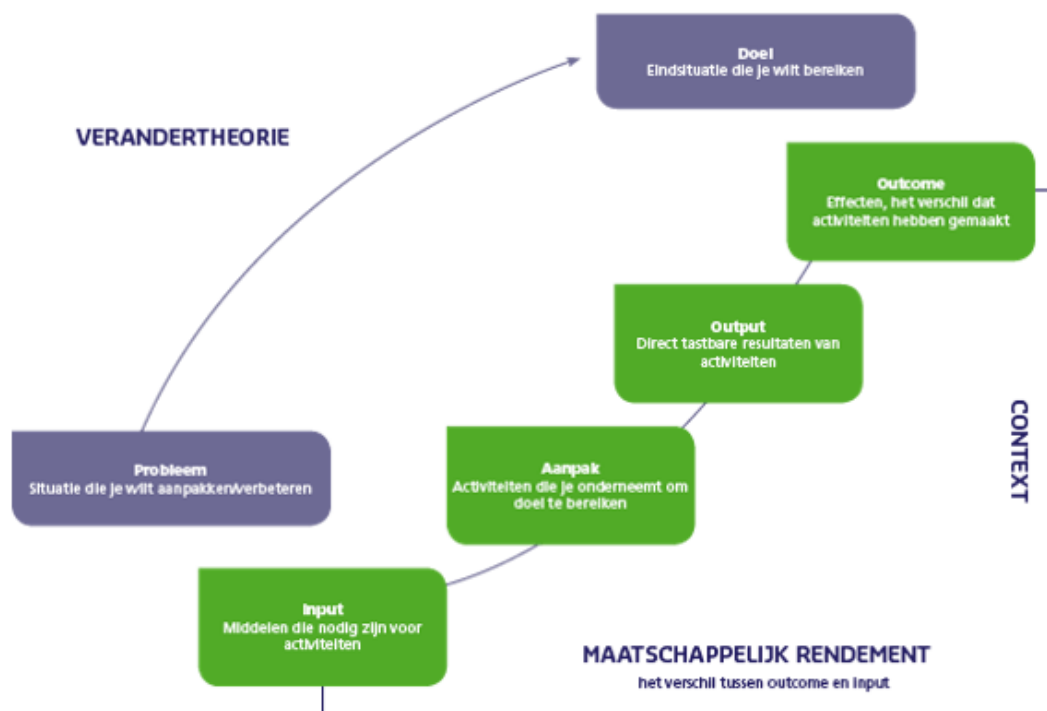 Doel
Eindsituatie die je wilt bereiken
VERANDERTHEORIE
Outcome
Effecten, het verschil dat
activiteiten hebben gemaakt
Output
Direct tastbare resultaten van
activiteiten
CONTEXT
Probleem
Situatie die je wilt aanpakken/verbeteren
Aanpak
Activiteiten die je onderneemt om
doel te bereiken
Input
Middelen die nodig zijn voor
activiteiten
MAATSCHAPPELIJK RENDEMENT
het verschil tussen outcome en input